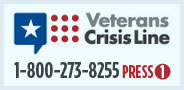 Veterans
Crisis Line
1-800-273-8255 PRESS 1